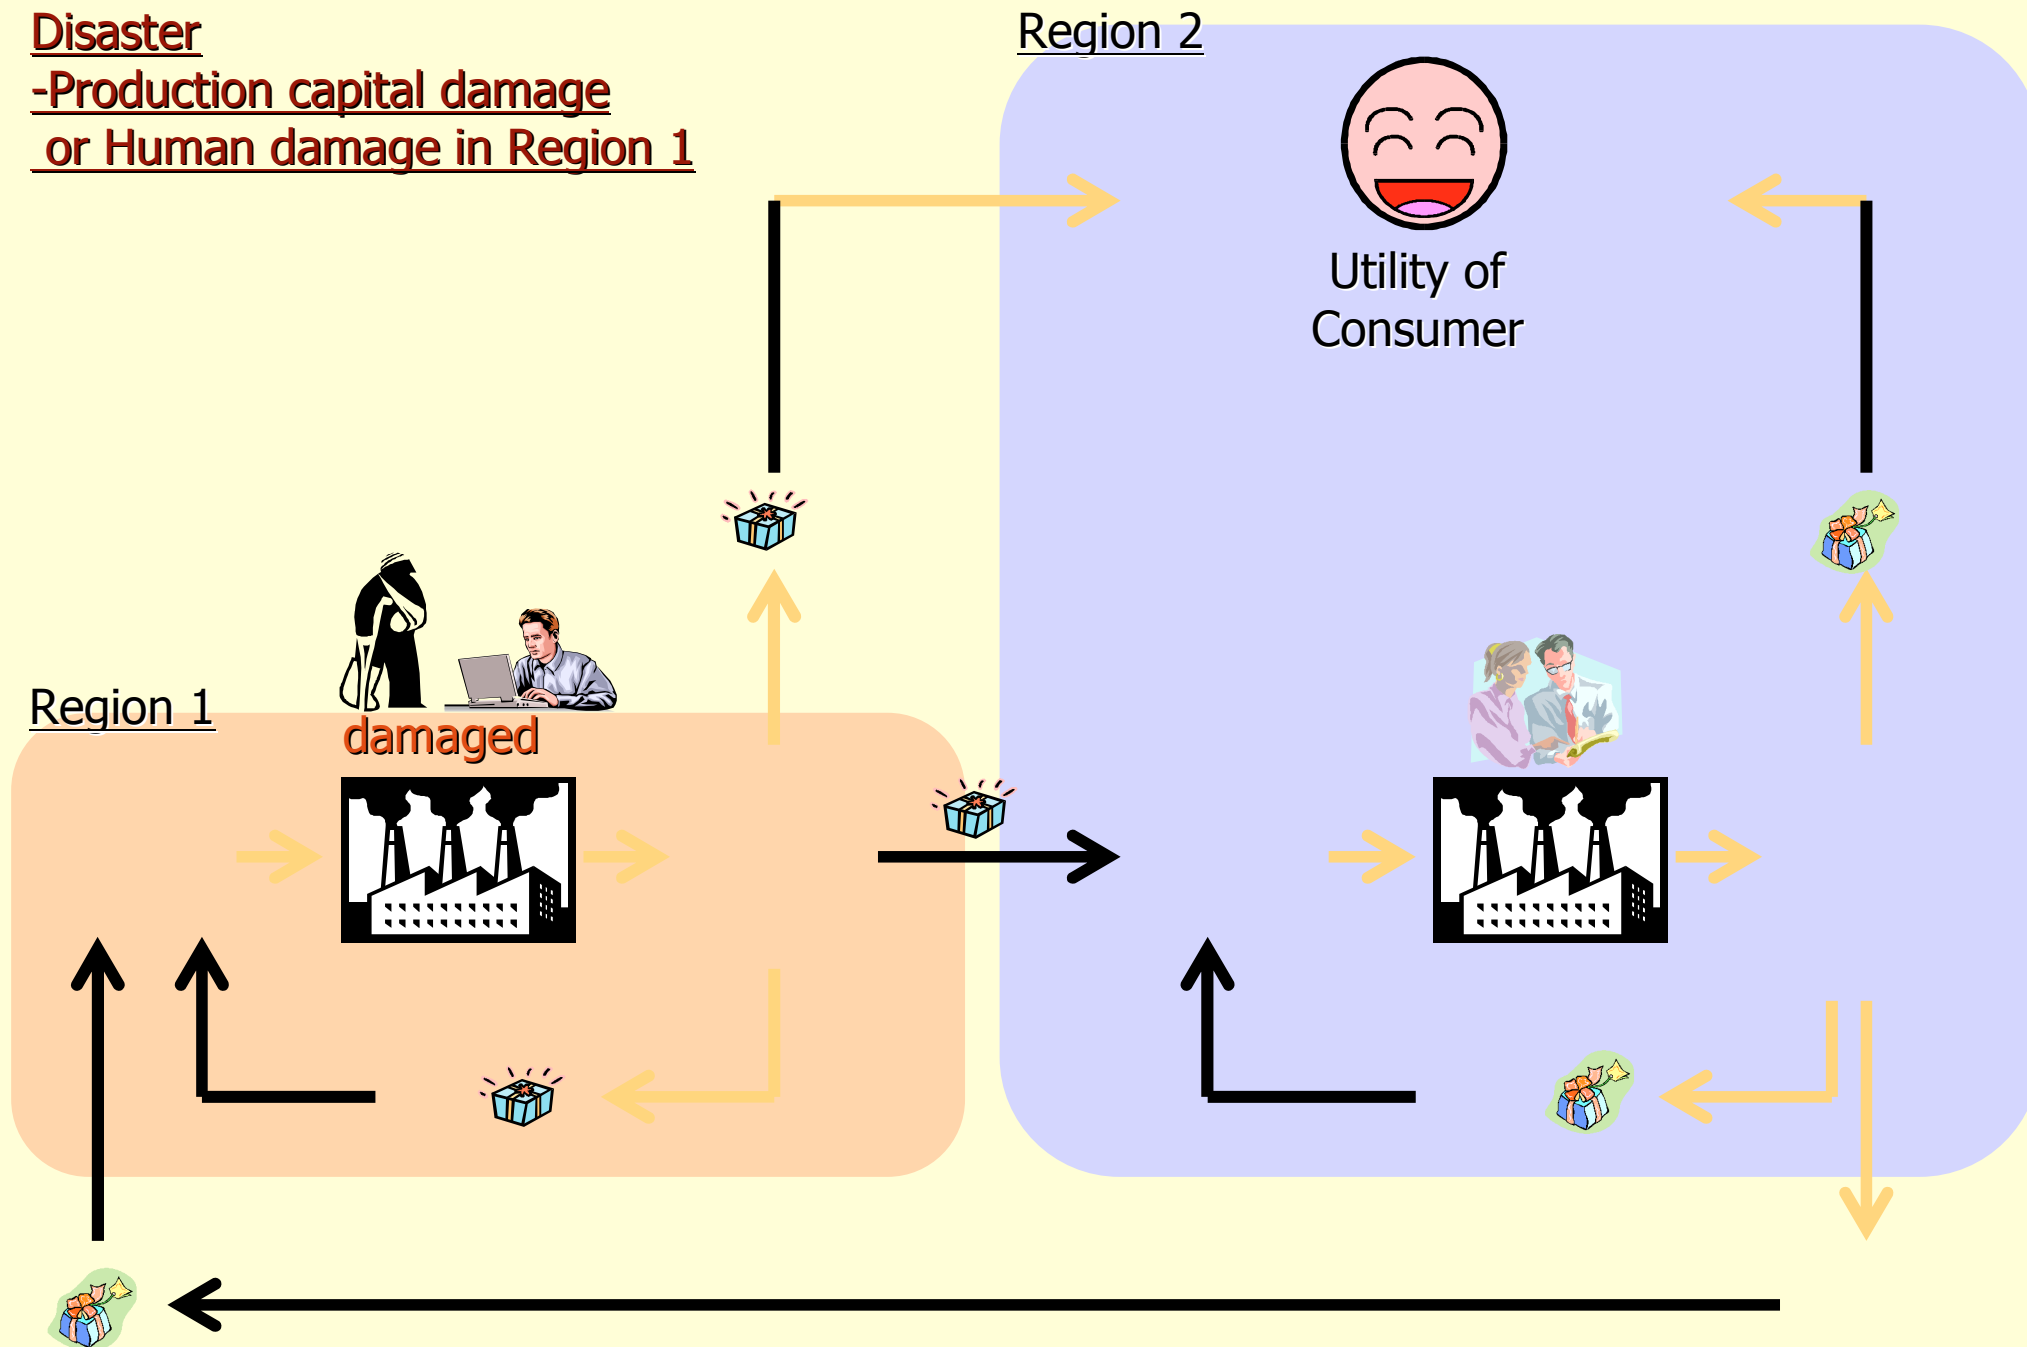 Disaster
-Production capital damage
or Human damage in Region 1
Region 2
Utility of
Consumer
Region 1
damaged